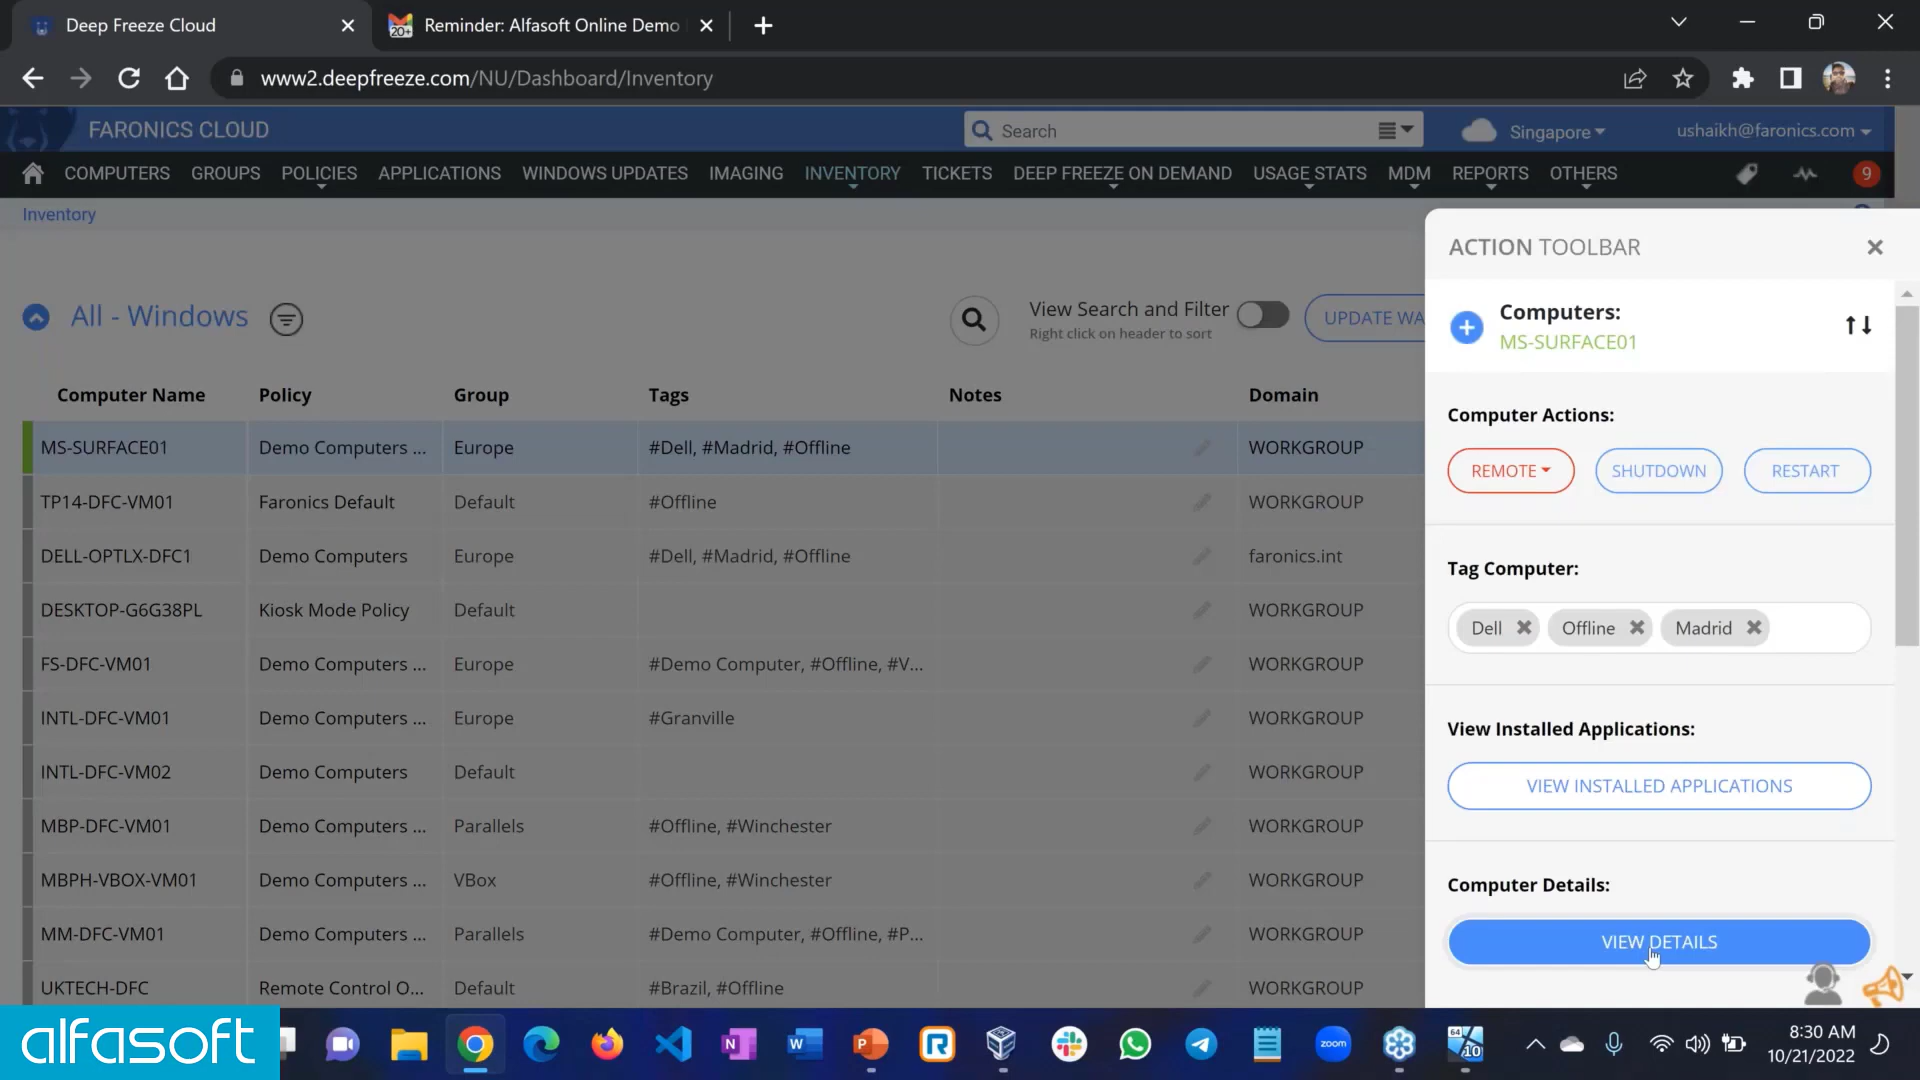 Deep Freeze Cloud
Reminder: Alfasoft Online Demo
www2.deepfreeze.com/NU/Dashboard/Inventory
FARONICS CLOUD
Search
Singapore
ushaikh@faronics.com
COMPUTERS GROUPS POLICIES APPLICATIONS WINDOWS UPDATES IMAGING INVENTORY TICKETS DEEP FREEZE ON DEMAND USAGE STATS MDM REPORTS OTHERS 9
Inventory
All - Windows
View Search and Filter
Right click on header to sort
UPDATE WA
Computer Name Policy Group Tags Notes Domain
MS-SURFACE01 Demo Computers ... Europe #Dell, #Madrid, #Offline WORKGROUP
TP14-DFC-VM01 Faronics Default Default #Offline WORKGROUP
DELL-OPTLX-DFC1 Demo Computers Europe #Dell, #Madrid, #Offline faronics.int
DESKTOP-G6G38PL Kiosk Mode Policy Default WORKGROUP
FS-DFC-VM01 Demo Computers ... Europe #Demo Computer, #Offline, #V... WORKGROUP
INTL-DFC-VM01 Demo Computers ... Europe #Granville WORKGROUP
INTL-DFC-VM02 Demo Computers Default WORKGROUP
MBP-DFC-VM01 Demo Computers ... Parallels #Offline, #Winchester WORKGROUP
MBPH-VBOX-VM01 Demo Computers ... VBox #Offline, #Winchester WORKGROUP
MM-DFC-VM01 Demo Computers ... Parallels #Demo Computer, #Offline, #P... WORKGROUP
UKTECH-DFC Remote Control O... Default #Brazil, #Offline WORKGROUP
ACTION TOOLBAR
Computers:
MS-SURFACE01
Computer Actions:
REMOTE SHUTDOWN RESTART
Tag Computer:
Dell Offline Madrid
View Installed Applications:
VIEW INSTALLED APPLICATIONS
Computer Details:
VIEW DETAILS
alfasoft
zoom
64
10
8:30 AM
10/21/2022
20+